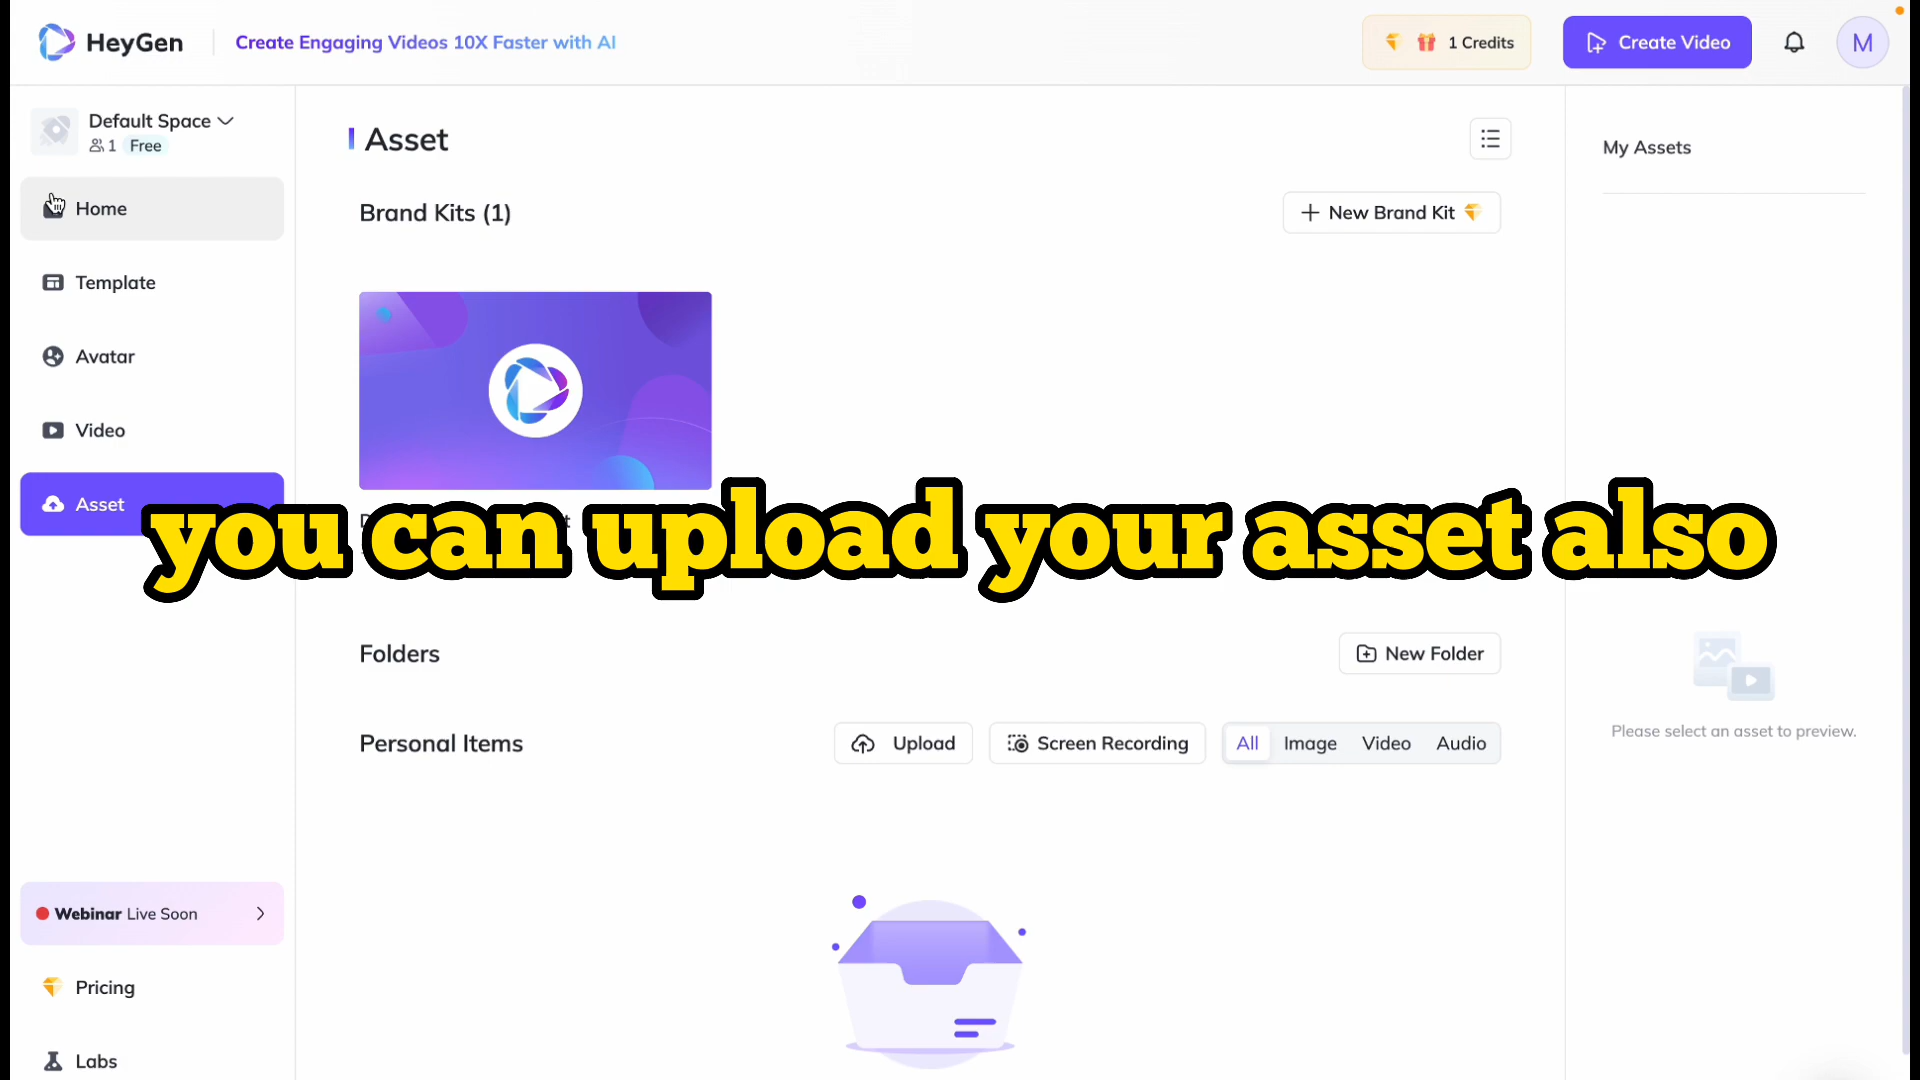 HeyGen
Create Engaging Videos 10X Faster with AI
1 Credits
Create Video
M
Default Space
1 Free
Home
Template
Avatar
Video
Asset
Webinar Live Soon
Pricing
Labs
Asset
Brand Kits (1)
New Brand Kit
you can upload your asset also
Folders
New Folder
Personal Items
Upload
Screen Recording
All Image Video Audio
My Assets
Please select an asset to preview.